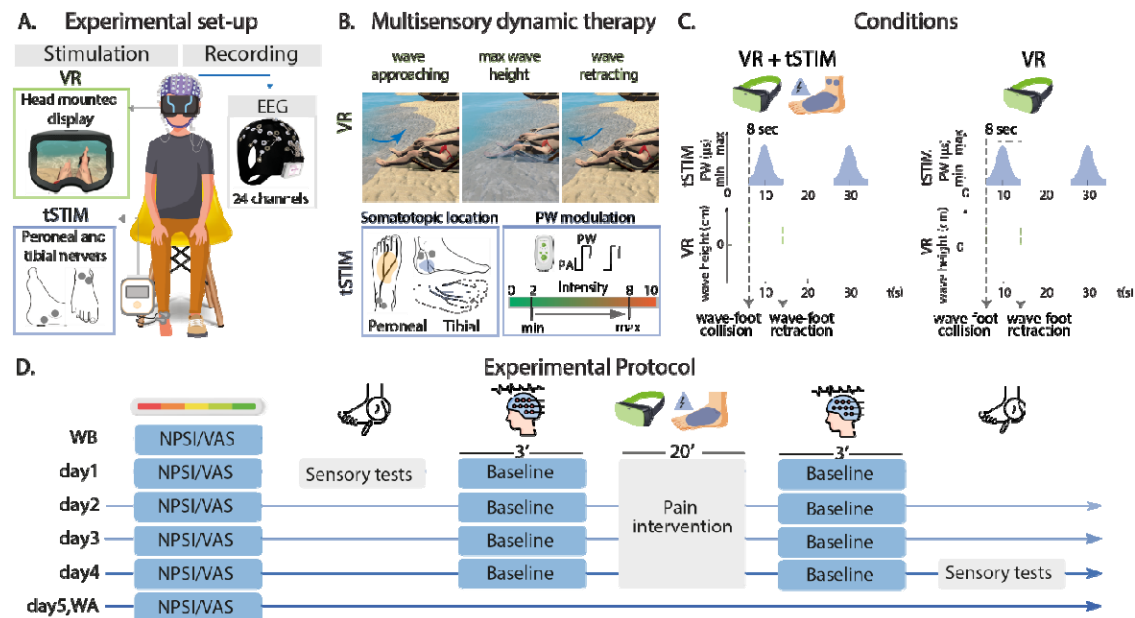 A. Experimental set-up
Stimulation
Recording
VR
Head mountec
display
EEG
24 channels
tSTIM
Peroneal and
tibial nervers
B. Multisensory dynamic therapy
wave
approaching
max wave
height
wave
retracting
VR
Somatotopic location
PW modulation
tSTIM
PW
PA
Intensity
0 2 8 10
min max
Peroneal Tibial
C. Conditions
VR + tSTIM
8 sec
tSTIM
PW (µs)
min max
0 10 20 30
VR
wave height (cm)
0
10 30 t(s)
wave-foot
collision
wave-foot
retraction
VR
8 sec
tSTIM
PW (µs)
min max
0 10 20 30
VR
wave height (cm)
0
10 30 t(s)
wave foot
collision
wave foot
retraction
D. Experimental Protocol
3' 20' 3'
WB NPSI/VAS
day1 NPSI/VAS Sensory tests Baseline Baseline
day2 NPSI/VAS Baseline Baseline
Pain
intervention
day3 NPSI/VAS Baseline Baseline
day4 NPSI/VAS Baseline Baseline Sensory tests
day5,WA NPSI/VAS